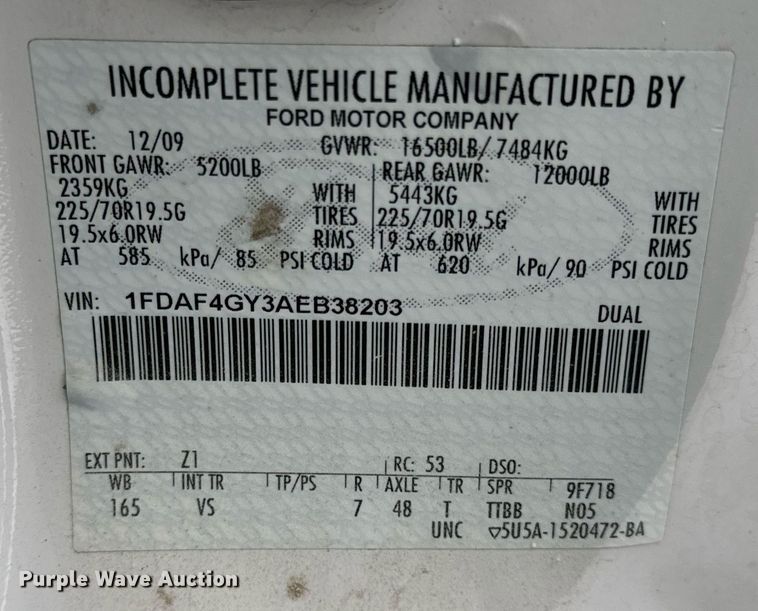 INCOMPLETE VEHICLE MANUFACTURED BY
FORD MOTOR COMPANY
DATE: 12/09 GVWR: 16500LB/ 7484KG
FRONT GAWR: 5200LB REAR GAWR: 12000LB
2359KG WITH 5443KG WITH
225/70R19.5G TIRES 225/70R19.5G TIRES
19.5x6.0RW RIMS 19.5x6.0RW RIMS
AT 585 kPa/ 85 PSI COLD AT 620 kPa/ 90 PSI COLD
VIN: 1FDAF4GY3AEB38203 DUAL
EXT PNT: Z1 RC: 53 DSO:
WB INT TR TP/PS R AXLE TR SPR 9F718
165 VS 7 48 T TTBB N05
UNC ▽5U5A-1520472-BA
Purple Wave Auction